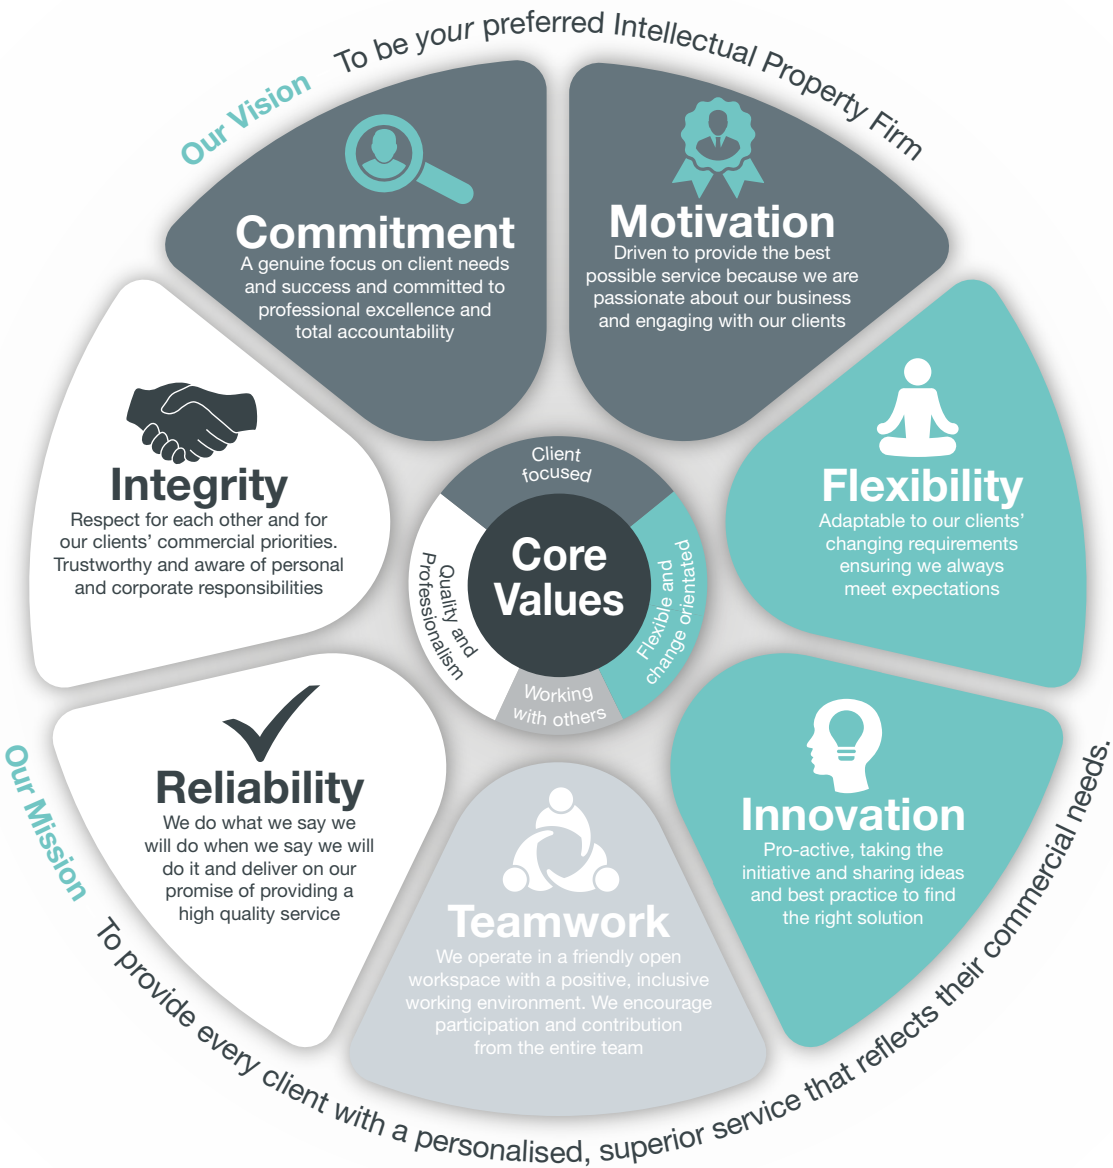 Our Vision To be your preferred Intellectual Property Firm
Commitment
A genuine focus on client needs
and success and committed to
professional excellence and
total accountability
Motivation
Driven to provide the best
possible service because we are
passionate about our business
and engaging with our clients
Integrity
Respect for each other and for
our clients’ commercial priorities.
Trustworthy and aware of personal
and corporate responsibilities
Flexibility
Adaptable to our clients’
changing requirements
ensuring we always
meet expectations
Client
focused
Core
Values
Quality and
Professionalism
Flexible and
change orientated
Working
with others
Reliability
We do what we say we
will do when we say we will
do it and deliver on our
promise of providing a
high quality service
Innovation
Pro-active, taking the
initiative and sharing ideas
and best practice to find
the right solution
Teamwork
We operate in a friendly open
workspace with a positive, inclusive
working environment. We encourage
participation and contribution
from the entire team
Our Mission To provide every client with a personalised, superior service that reflects their commercial needs.